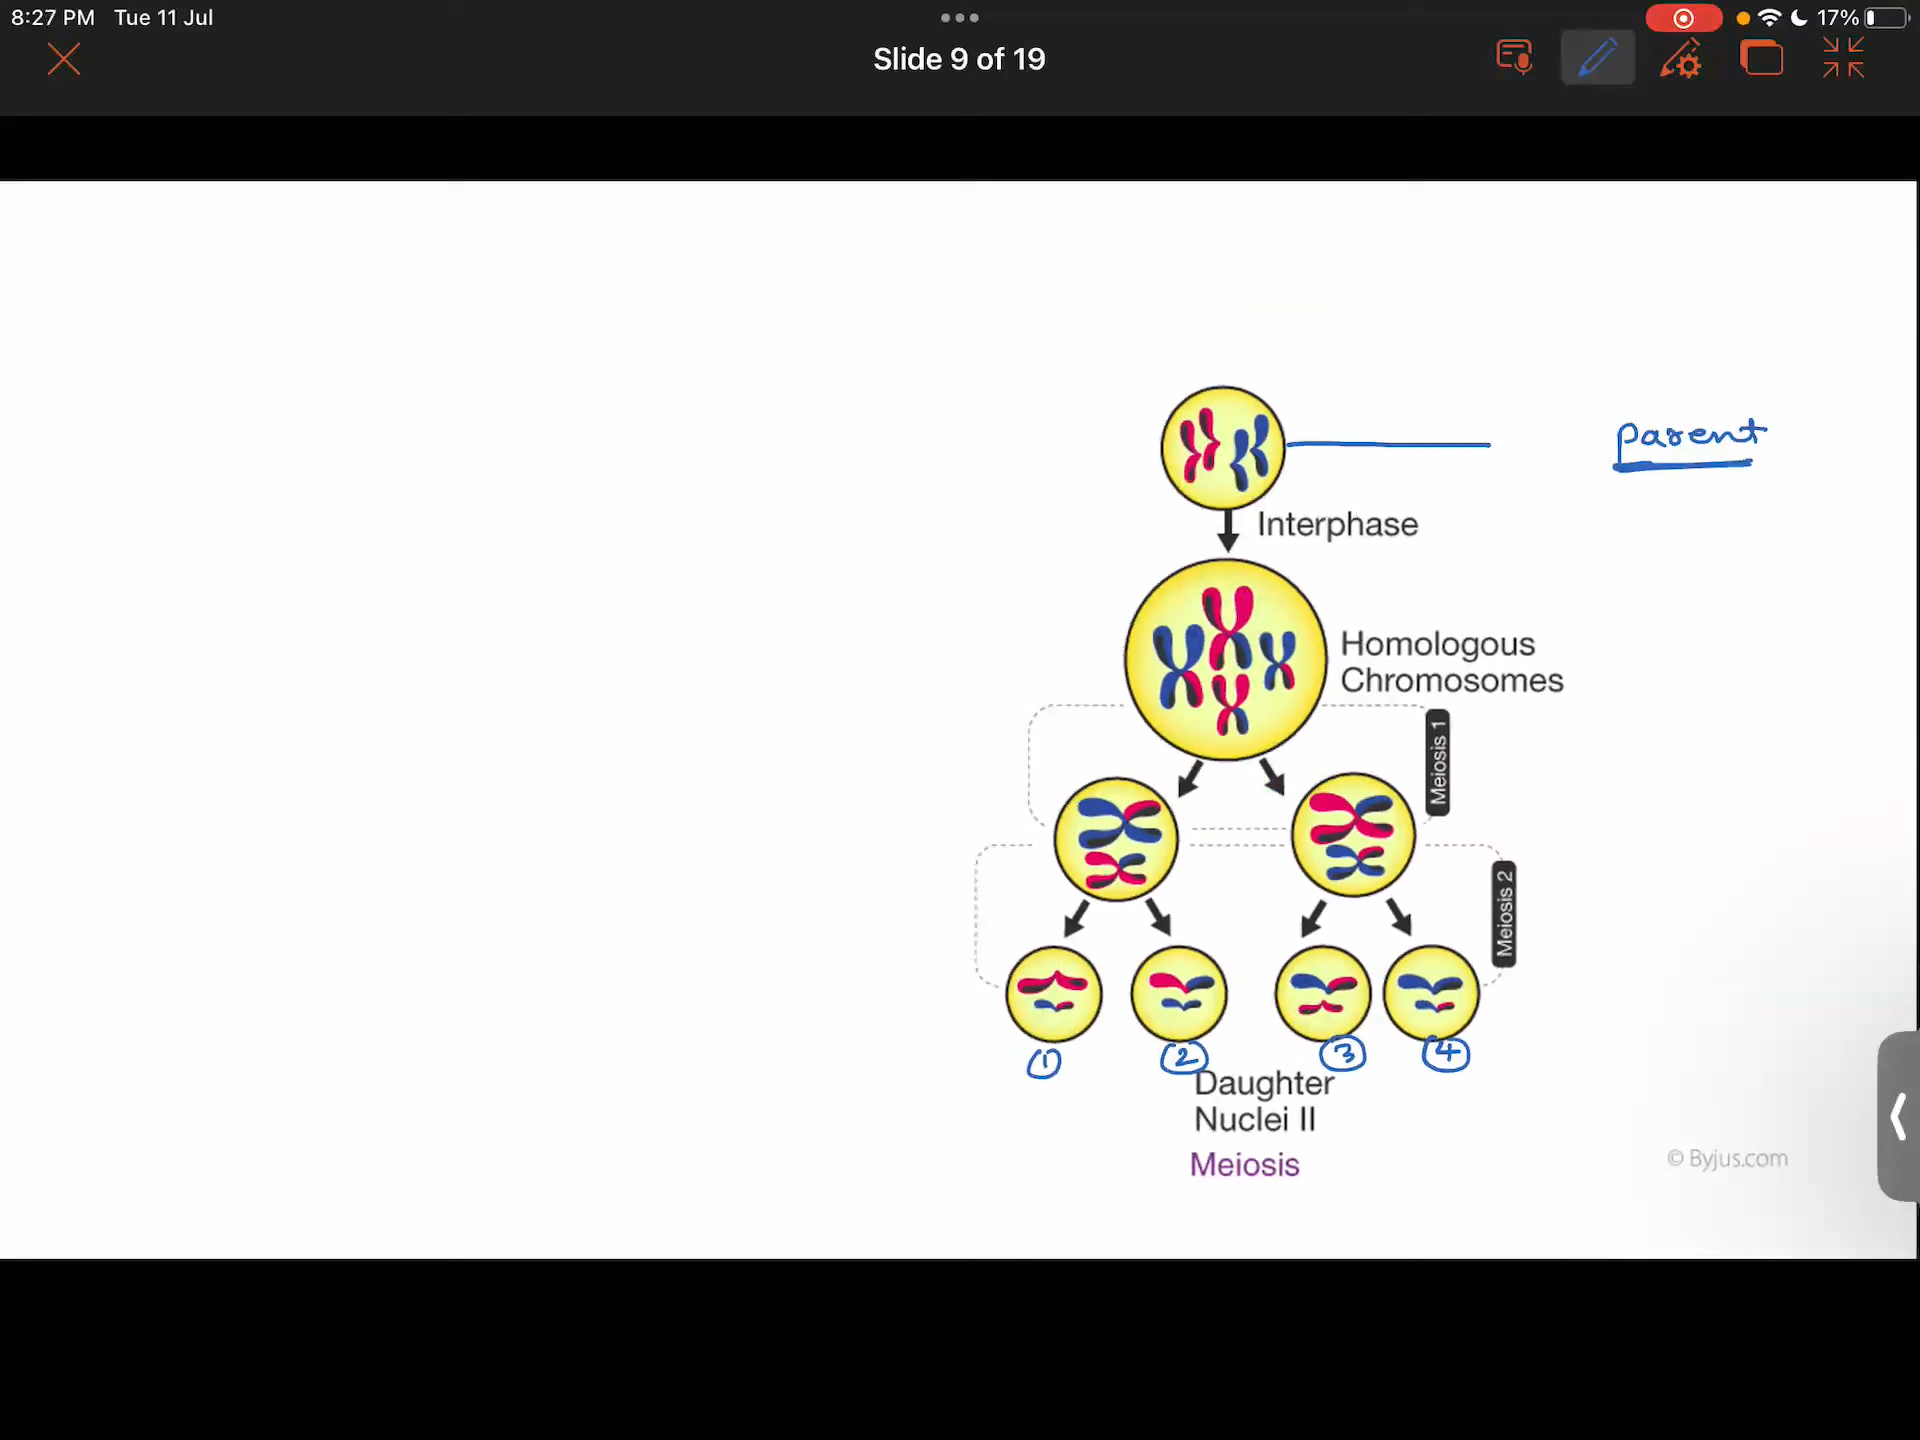 8:27 PM Tue 11 Jul
17%
Slide 9 of 19
Parent
Interphase
Homologous
Chromosomes
Meiosis 1
Meiosis 2
1 2 3 4
Daughter
Nuclei II
Meiosis
© Byjus.com